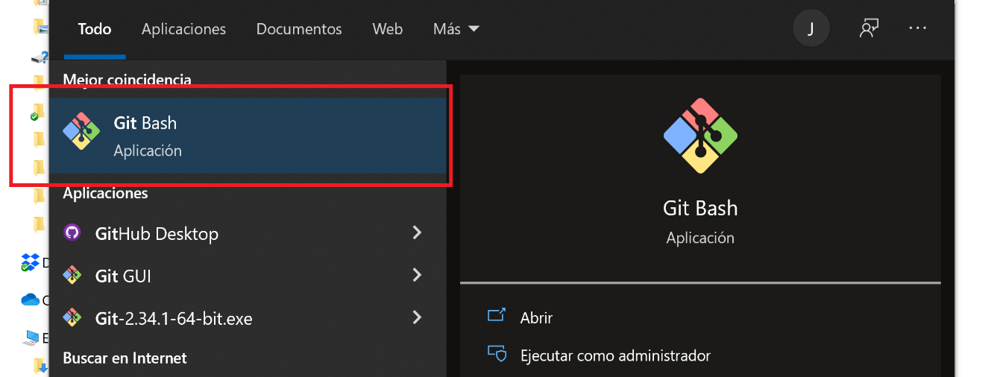 Todo Aplicaciones Documentos Web Más J ...
Mejor coincidencia
Git Bash
Aplicación
Aplicaciones
GitHub Desktop
Git GUI
Git-2.34.1-64-bit.exe
Buscar en Internet
Git Bash
Aplicación
Abrir
Ejecutar como administrador